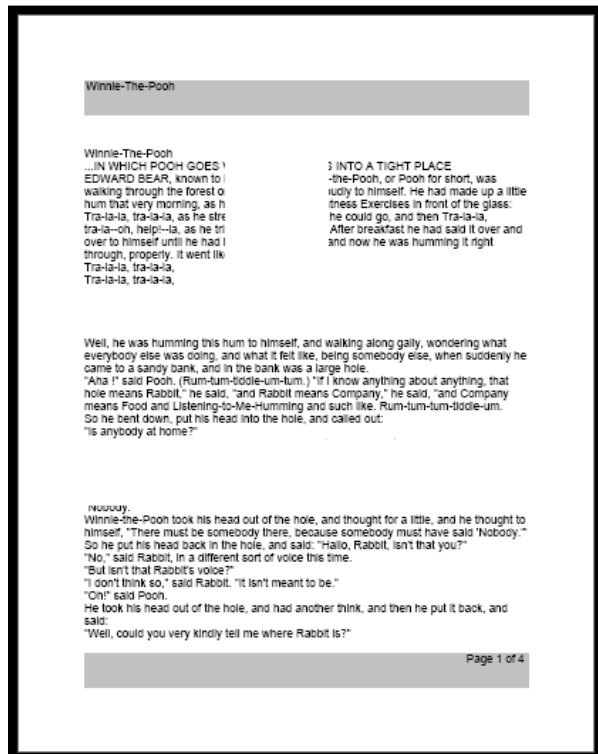 Winnie-The-Pooh
Winnie-The-Pooh
...IN WHICH POOH GOES S INTO A TIGHT PLACE
EDWARD BEAR, known to -the-Pooh, or Pooh for short, was
walking through the forest o udly to himself. He had made up a little
hum that very morning, as h tness Exercises in front of the glass:
Tra-la-la, tra-la-la, as he stre he could go, and then Tra-la-la,
tra-la--oh, help!--la, as he tri After breakfast he had said it over and
over to himself until he had and now he was humming it right
through, properly. It went lik
Tra-la-la, tra-la-la,
Tra-la-la, tra-la-la,
Well, he was humming this hum to himself, and walking along gaily, wondering what
everybody else was doing, and what it felt like, being somebody else, when suddenly he
came to a sandy bank, and in the bank was a large hole.
"Aha !" said Pooh. (Rum-tum-tiddle-um-tum.) "If I know anything about anything, that
hole means Rabbit," he said, "and Rabbit means Company," he said, "and Company
means Food and Listening-to-Me-Humming and such like. Rum-tum-tum-tiddle-um.
So he bent down, put his head into the hole, and called out:
"Is anybody at home?"
"Nobody.
Winnie-the-Pooh took his head out of the hole, and thought for a little, and he thought to
himself, "There must be somebody there, because somebody must have said 'Nobody.'"
So he put his head back in the hole, and said: "Hallo, Rabbit, isn't that you?"
"No," said Rabbit, in a different sort of voice this time.
"But isn't that Rabbit's voice?"
"I don't think so," said Rabbit. "It isn't meant to be."
"Oh!" said Pooh.
He took his head out of the hole, and had another think, and then he put it back, and
said:
"Well, could you very kindly tell me where Rabbit is?"
Page 1 of 4